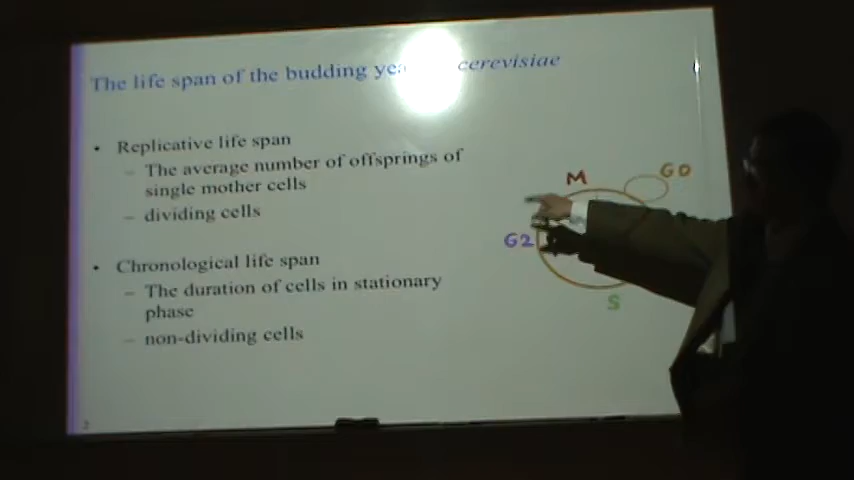 The life span of the budding cerevisiae
• Replicative life span
– The average number of offsprings of
single mother cells
– dividing cells
• Chronological life span
– The duration of cells in stationary
phase
– non-dividing cells
M
G0
G2
S
2